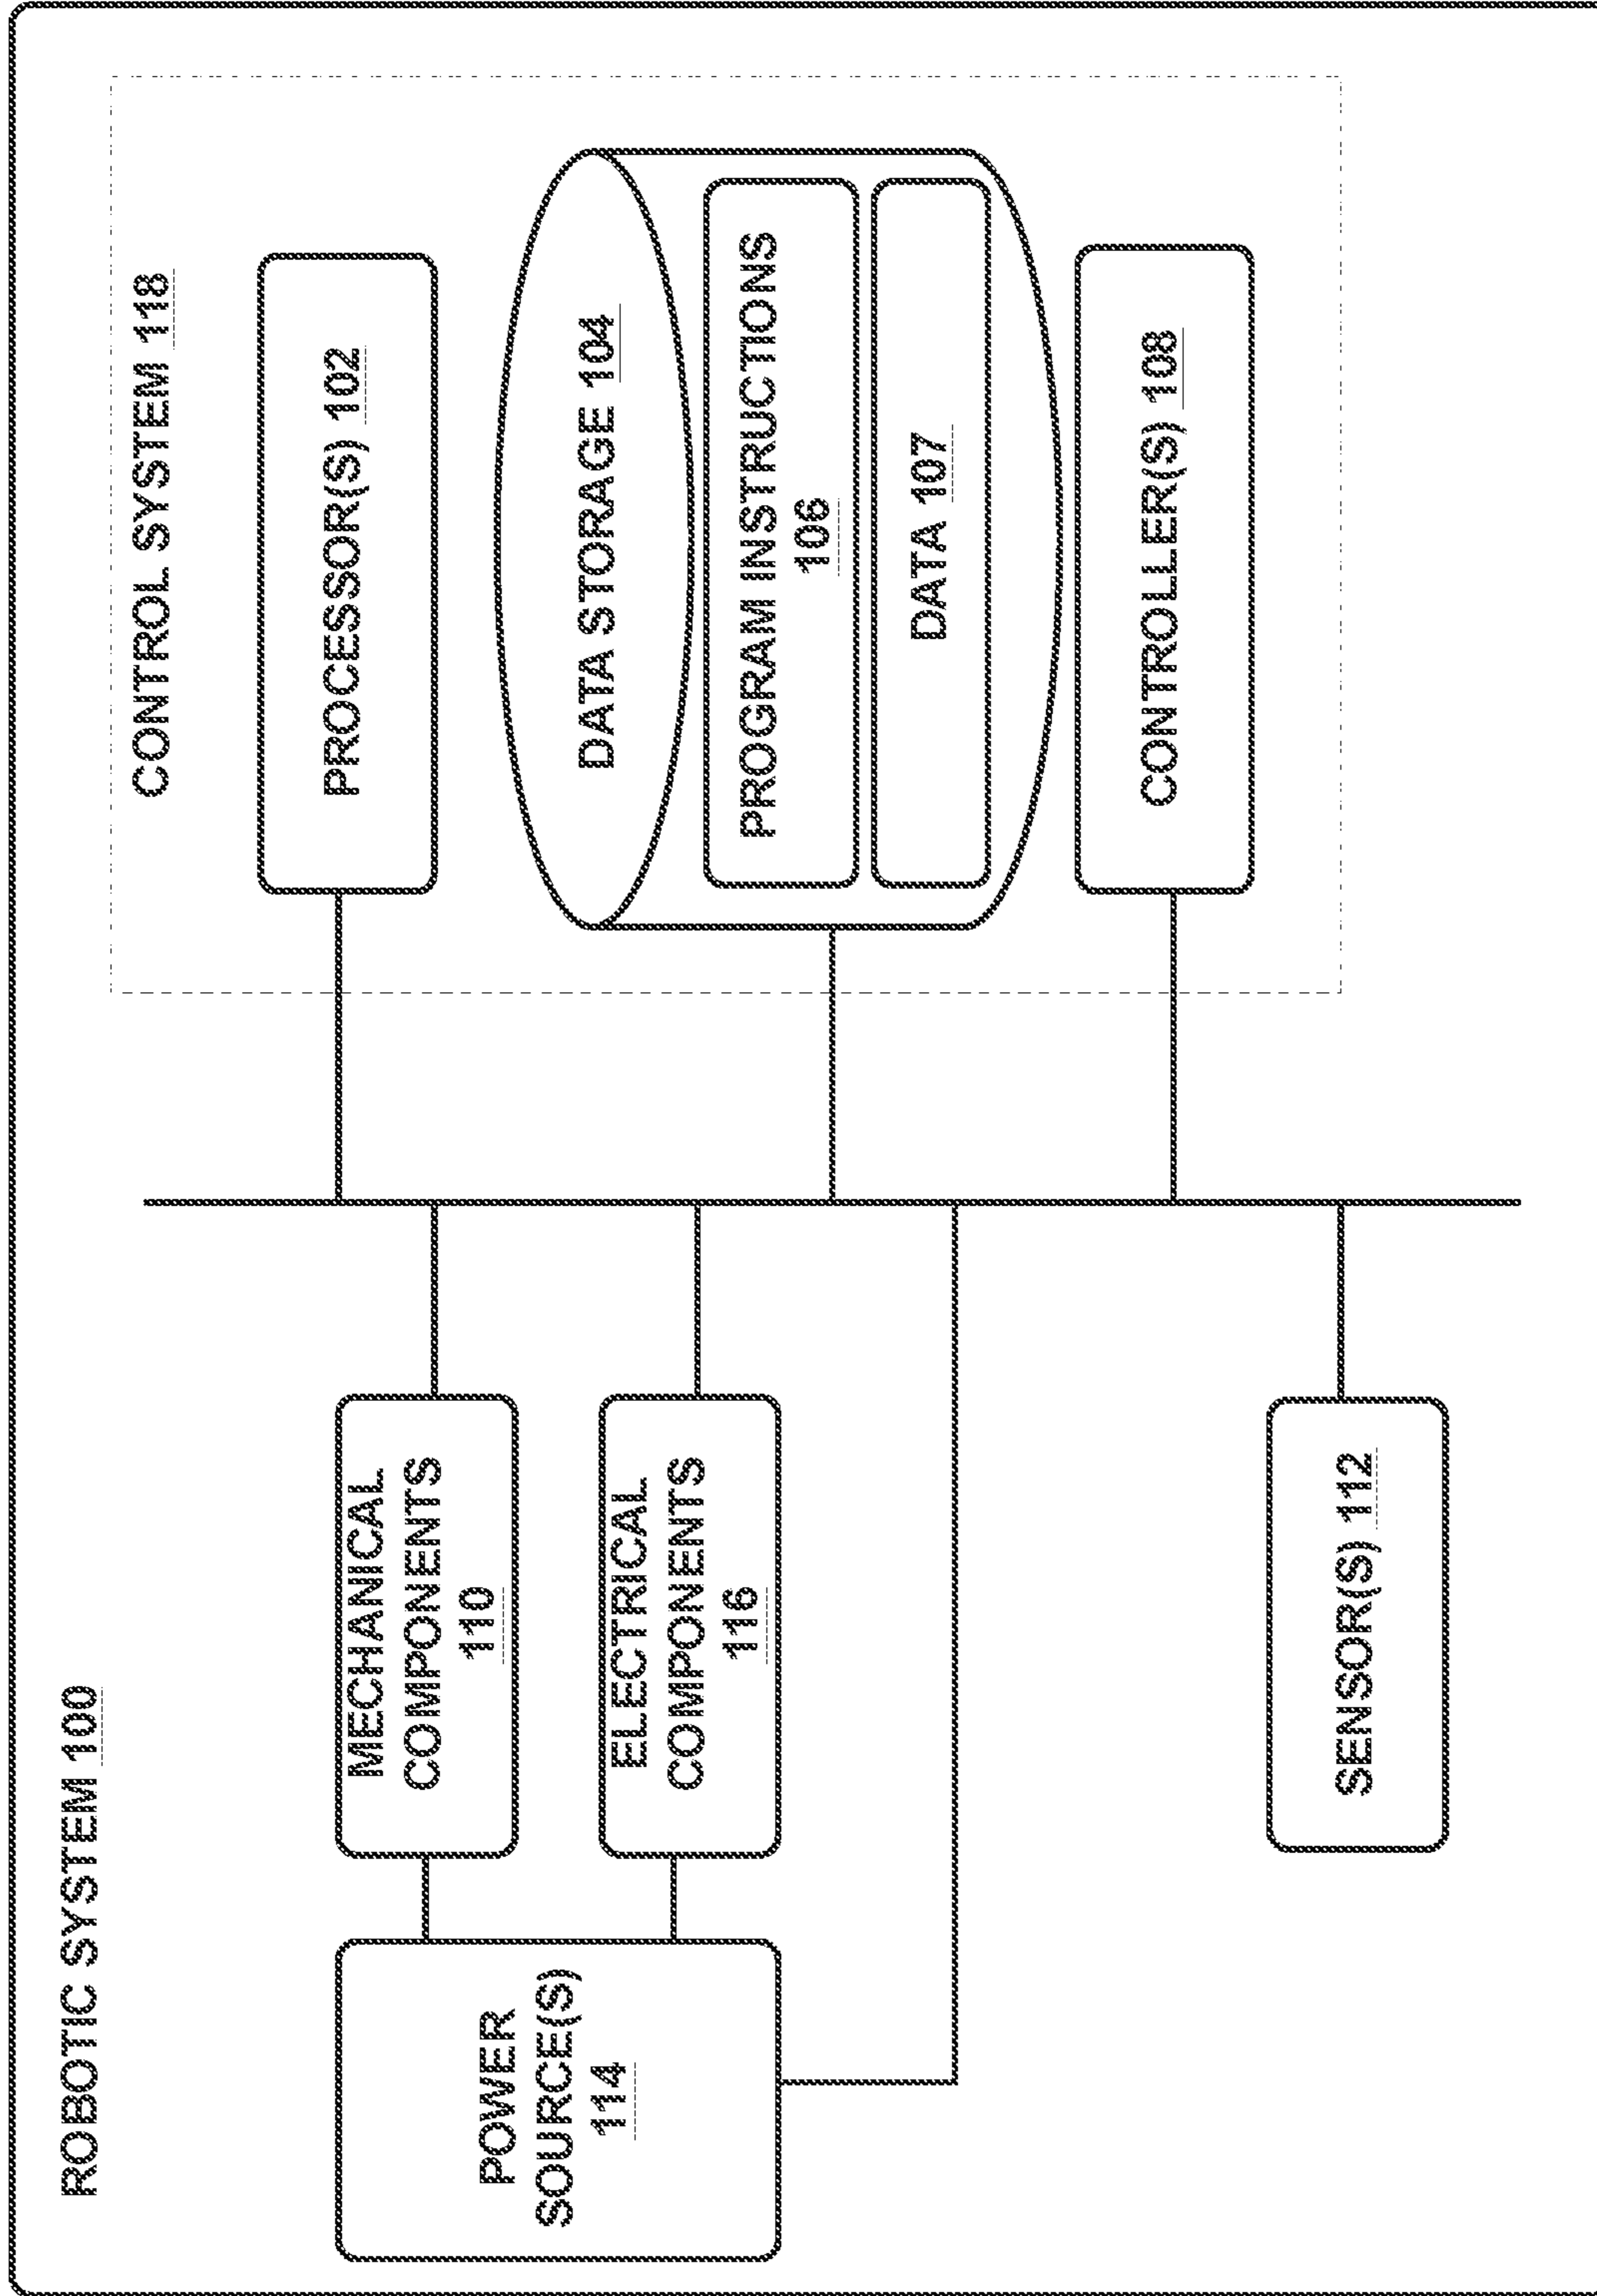 ROBOTIC SYSTEM 100
CONTROL SYSTEM 118
PROCESSOR(S) 102
DATA STORAGE 104
PROGRAM INSTRUCTIONS
106
DATA 107
CONTROLLER(S) 108
MECHANICAL
COMPONENTS
110
ELECTRICAL
COMPONENTS
116
POWER
SOURCE(S)
114
SENSOR(S) 112